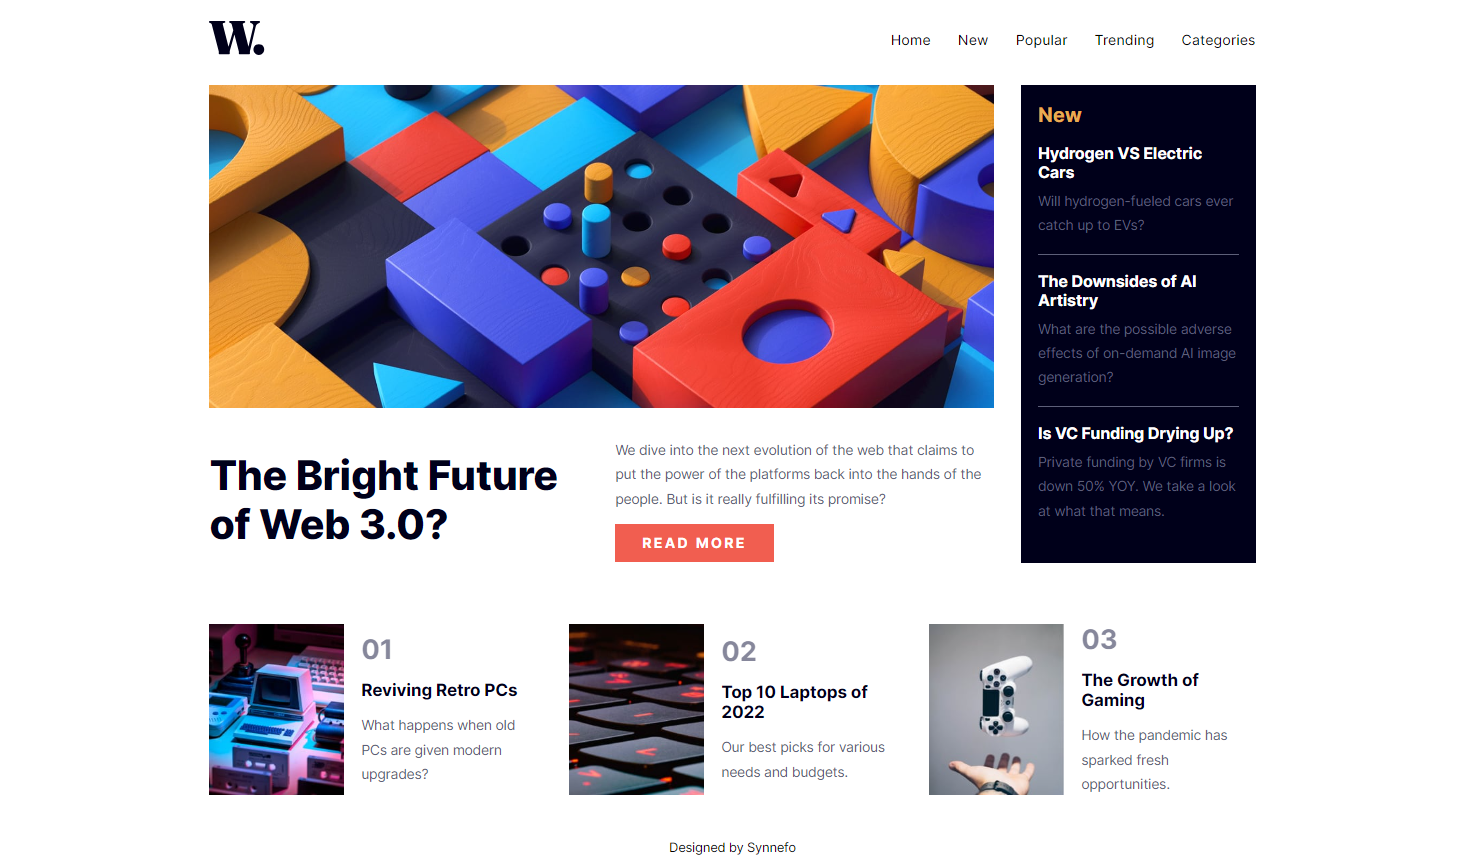 W.
Home New Popular Trending Categories
New
Hydrogen VS Electric
Cars
Will hydrogen-fueled cars ever
catch up to EVs?
The Downsides of AI
Artistry
What are the possible adverse
effects of on-demand AI image
generation?
Is VC Funding Drying Up?
Private funding by VC firms is
down 50% YOY. We take a look
at what that means.
The Bright Future
of Web 3.0?
We dive into the next evolution of the web that claims to
put the power of the platforms back into the hands of the
people. But is it really fulfilling its promise?
READ MORE
01
Reviving Retro PCs
What happens when old
PCs are given modern
upgrades?
02
Top 10 Laptops of
2022
Our best picks for various
needs and budgets.
03
The Growth of
Gaming
How the pandemic has
sparked fresh
opportunities.
Designed by Synnefo